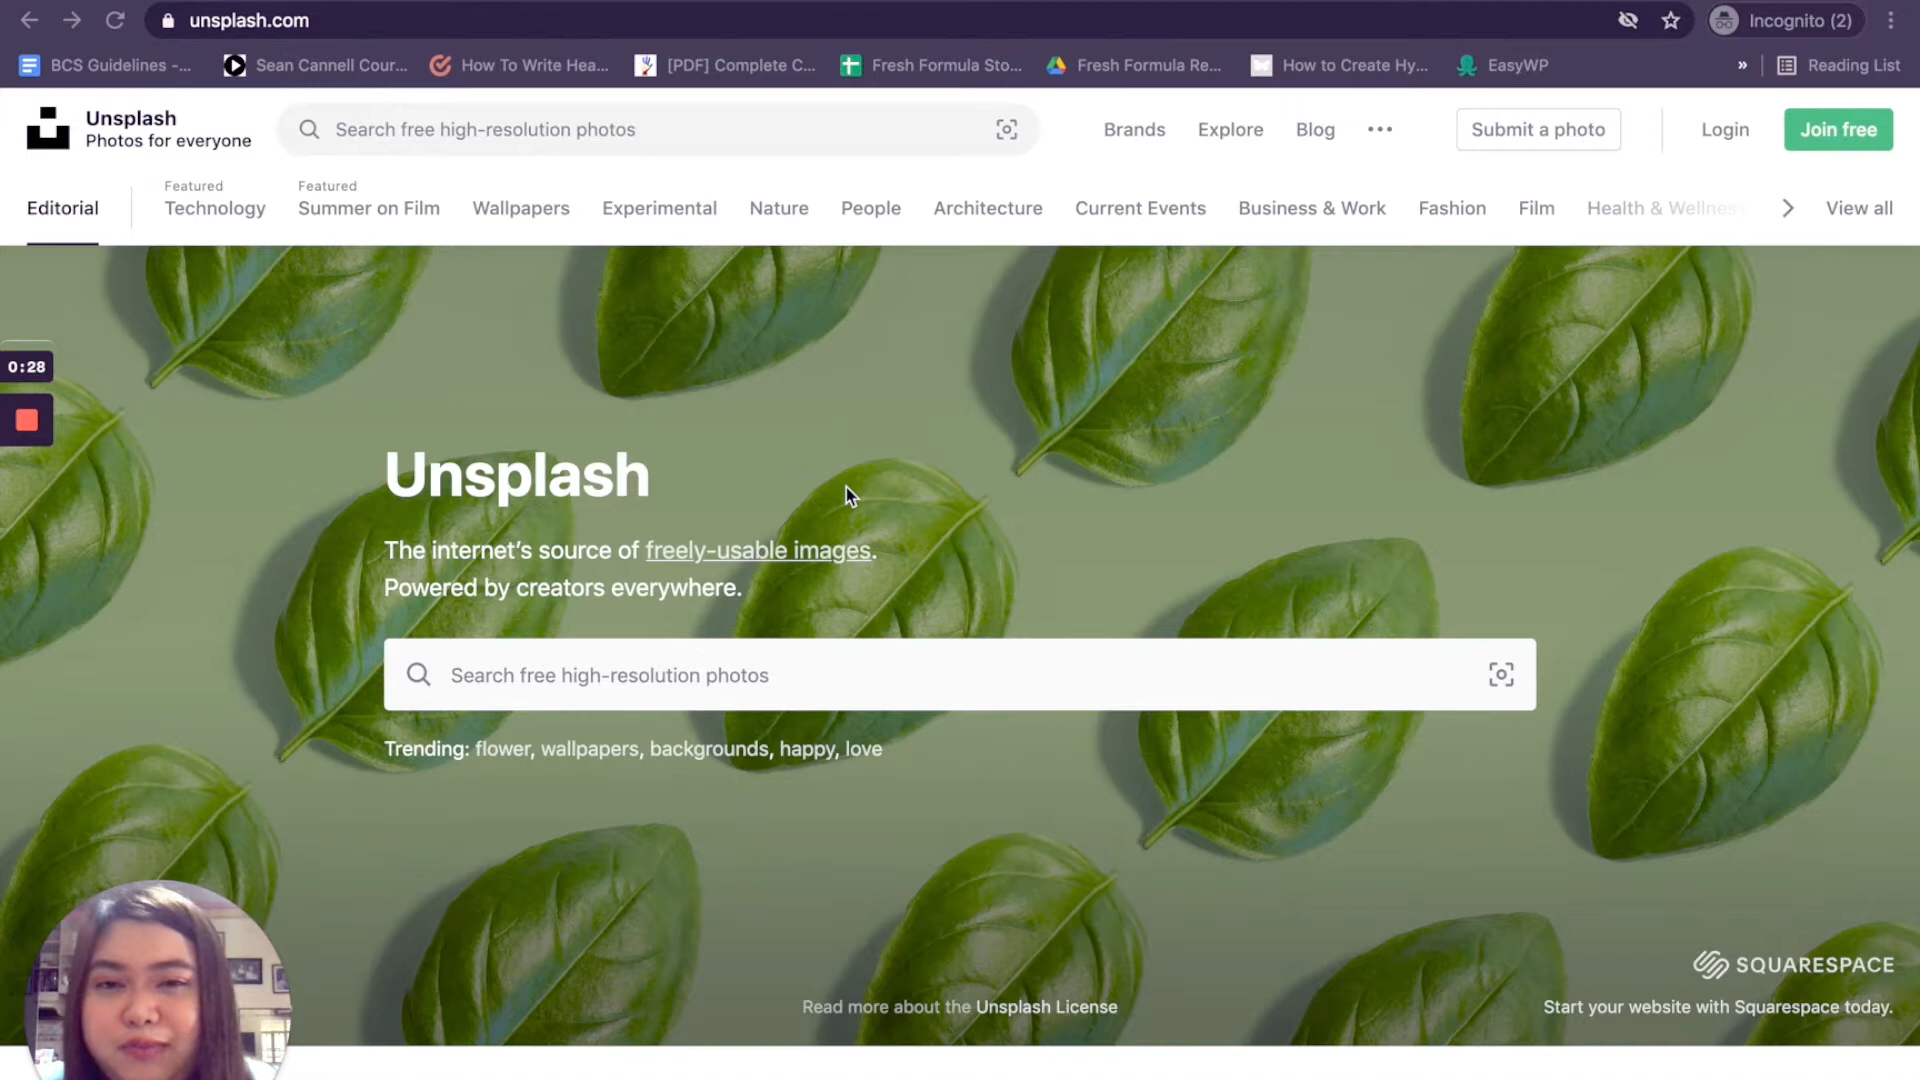 unsplash.com
Incognito (2)
BCS Guidelines -...
Sean Cannell Cour...
How To Write Hea...
[PDF] Complete C...
Fresh Formula Sto...
Fresh Formula Re...
How to Create Hy...
EasyWP
»
Reading List
Unsplash
Photos for everyone
Search free high-resolution photos
Brands
Explore
Blog
Submit a photo
Login
Join free
Editorial
Featured
Technology
Featured
Summer on Film
Wallpapers
Experimental
Nature
People
Architecture
Current Events
Business & Work
Fashion
Film
Health & Wellness
View all
0:28
Unsplash
The internet’s source of freely-usable images.
Powered by creators everywhere.
Search free high-resolution photos
Trending: flower, wallpapers, backgrounds, happy, love
SQUARESPACE
Read more about the Unsplash License
Start your website with Squarespace today.